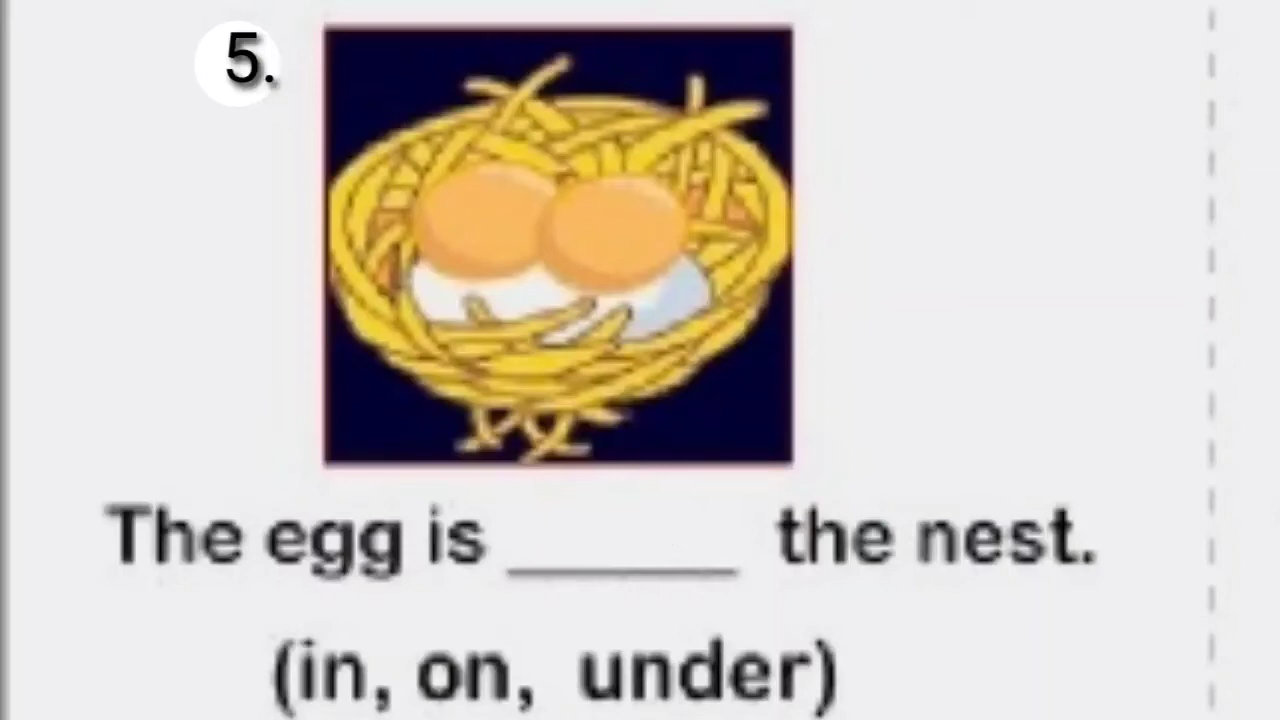 5.
The egg is ______ the nest.
(in, on, under)